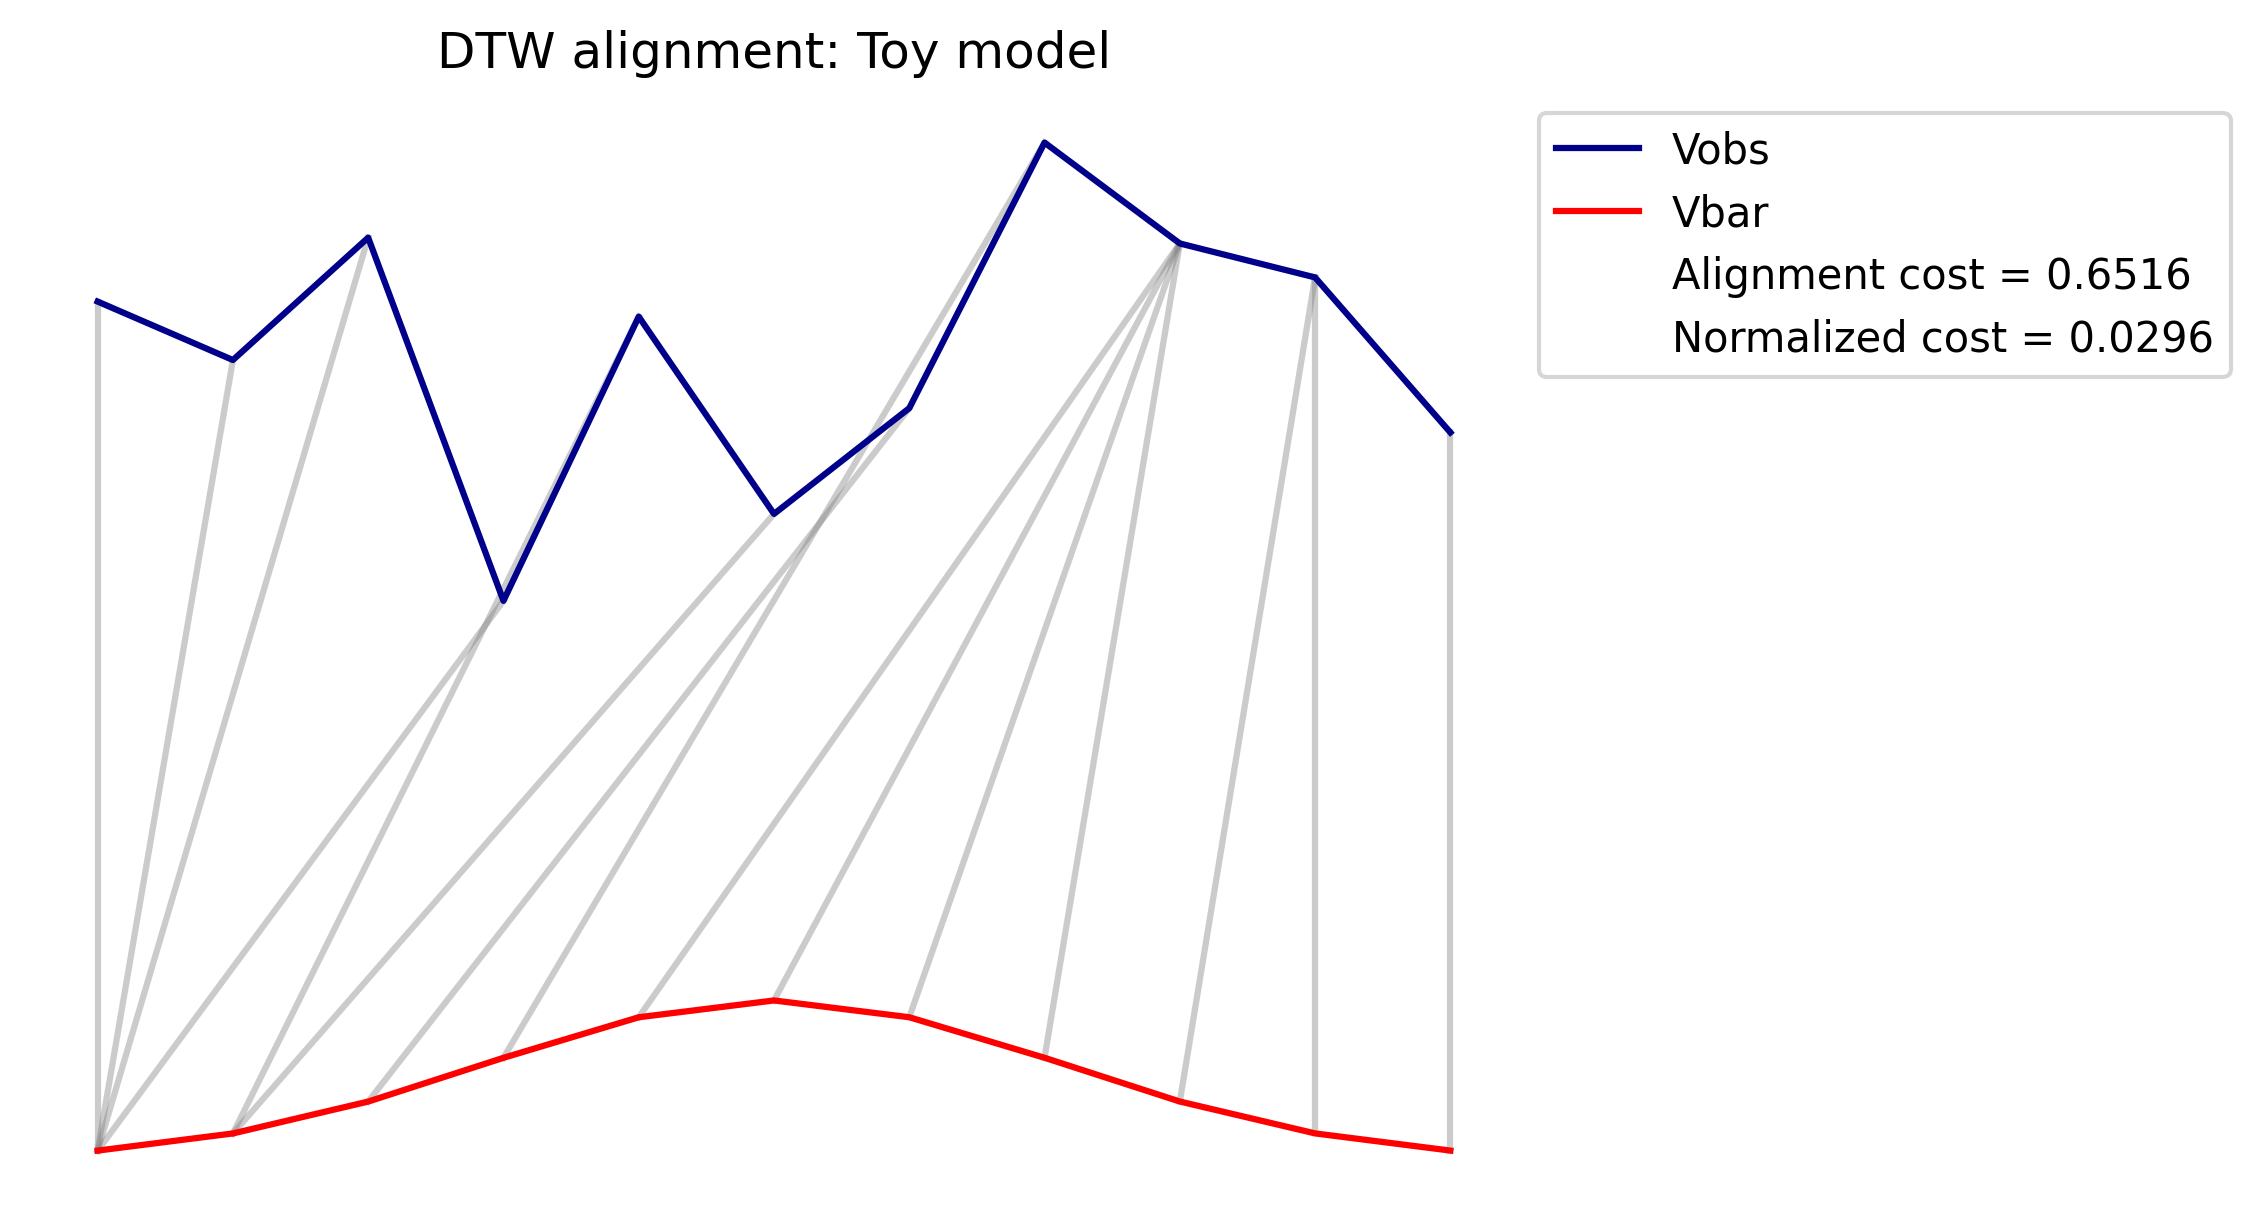 DTW alignment: Toy model
Vobs
Vbar
Alignment cost = 0.6516
Normalized cost = 0.0296